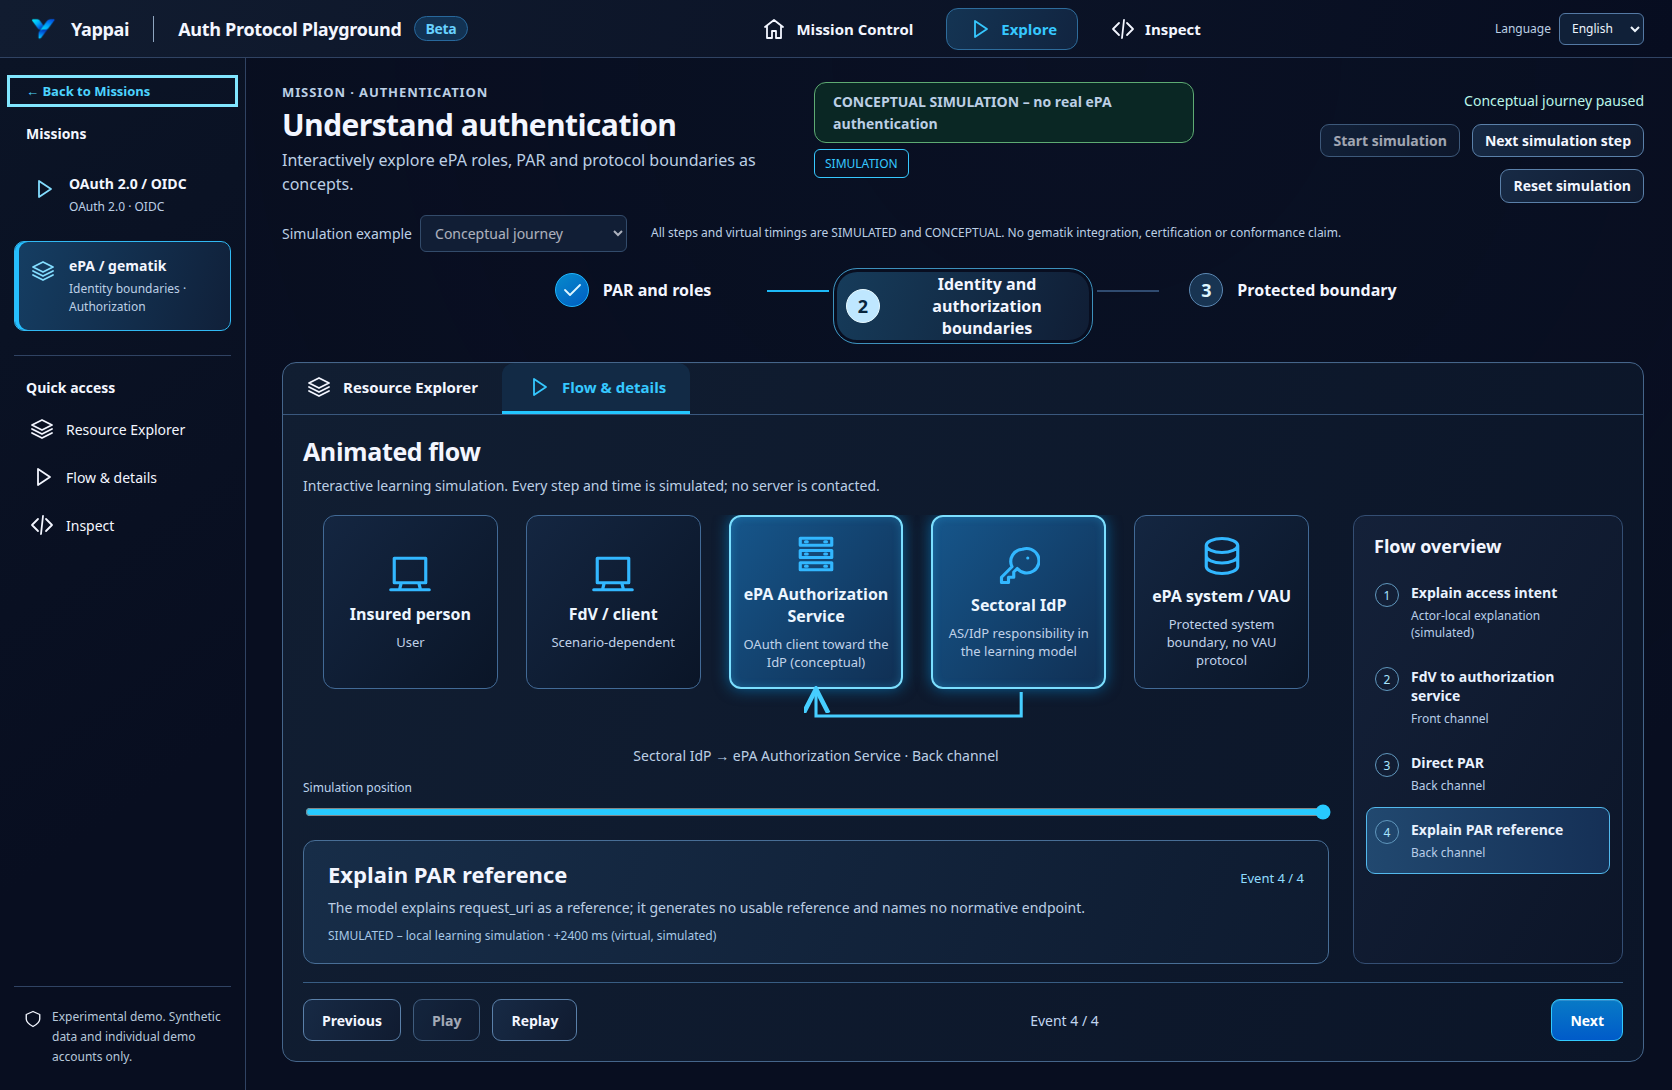 Yappai
Auth Protocol Playground
Beta
Mission Control
Explore
Inspect
Language
English
← Back to Missions
Missions
OAuth 2.0 / OIDC
OAuth 2.0 · OIDC
ePA / gematik
Identity boundaries ·
Authorization
Quick access
Resource Explorer
Flow & details
Inspect
Experimental demo. Synthetic
data and individual demo
accounts only.
MISSION · AUTHENTICATION
Understand authentication
Interactively explore ePA roles, PAR and protocol boundaries as
concepts.
CONCEPTUAL SIMULATION – no real ePA
authentication
SIMULATION
Conceptual journey paused
Start simulation
Next simulation step
Reset simulation
Simulation example
Conceptual journey
All steps and virtual timings are SIMULATED and CONCEPTUAL. No gematik integration, certification or conformance claim.
PAR and roles
2
Identity and
authorization
boundaries
3
Protected boundary
Resource Explorer
Flow & details
Animated flow
Interactive learning simulation. Every step and time is simulated; no server is contacted.
Insured person
User
FdV / client
Scenario-dependent
ePA Authorization
Service
OAuth client toward the
IdP (conceptual)
Sectoral IdP
AS/IdP responsibility in
the learning model
ePA system / VAU
Protected system
boundary, no VAU
protocol
Sectoral IdP → ePA Authorization Service · Back channel
Simulation position
Explain PAR reference
Event 4 / 4
The model explains request_uri as a reference; it generates no usable reference and names no normative endpoint.
SIMULATED – local learning simulation · +2400 ms (virtual, simulated)
Flow overview
1
Explain access intent
Actor-local explanation
(simulated)
2
FdV to authorization
service
Front channel
3
Direct PAR
Back channel
4
Explain PAR reference
Back channel
Previous
Play
Replay
Event 4 / 4
Next